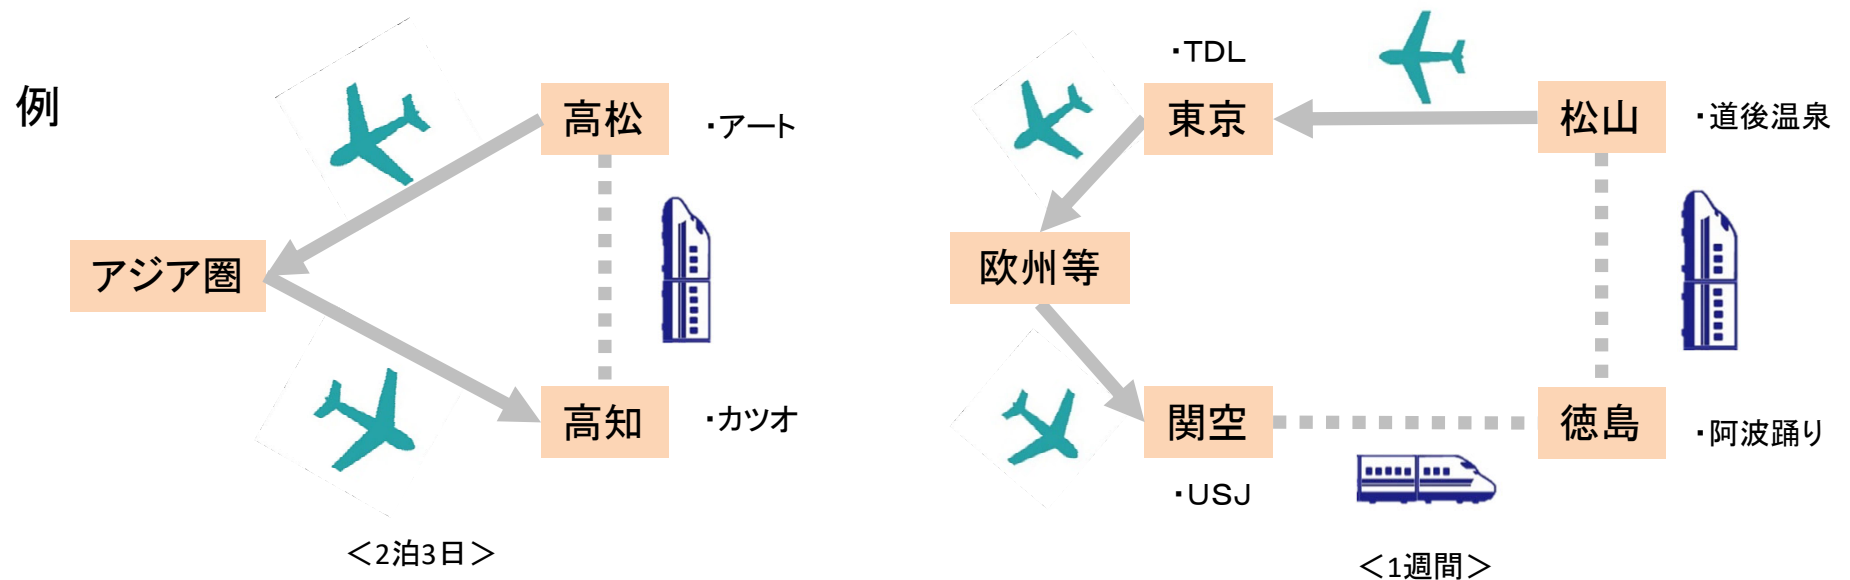 例
高松
・アート
アジア圏
高知
・カツオ
＜2泊3日＞
・TDL
東京
松山
・道後温泉
欧州等
関空
徳島
・阿波踊り
・USJ
＜1週間＞